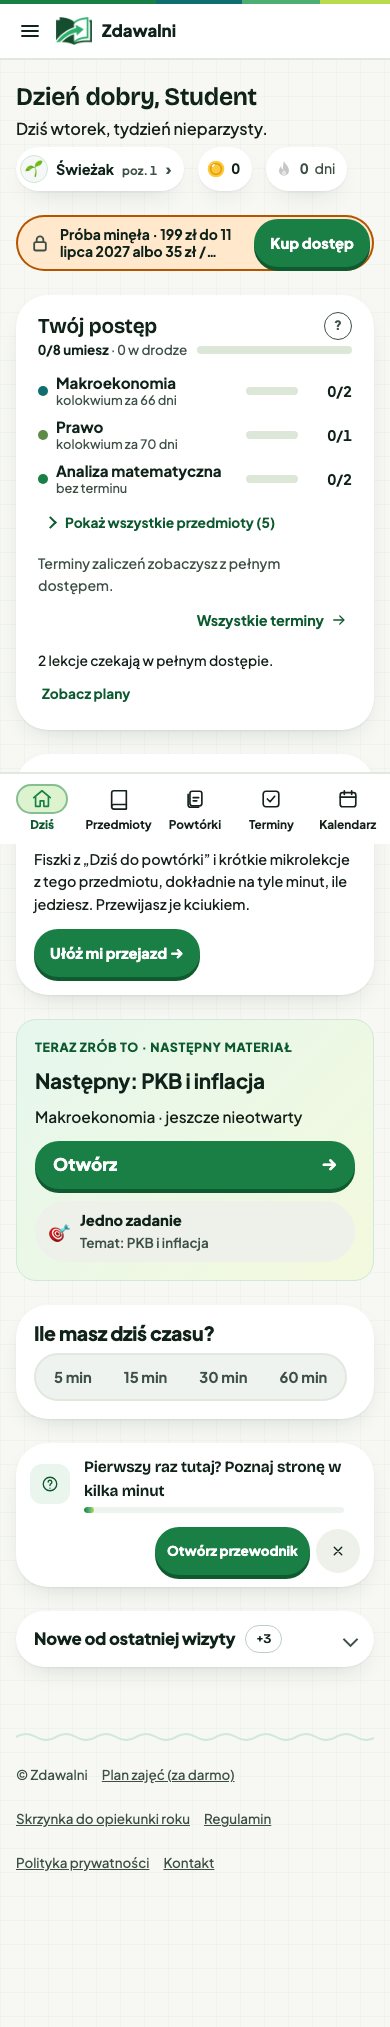 Zdawalni
Dzień dobry, Student
Dziś wtorek, tydzień nieparzysty.
Świeżak poz. 1 ›
0
0 dni
Próba minęła · 199 zł do 11
lipca 2027 albo 35 zł /…
Kup dostęp
Twój postęp
?
0/8 umiesz · 0 w drodze
Makroekonomia
kolokwium za 66 dni
0/2
Prawo
kolokwium za 70 dni
0/1
Analiza matematyczna
bez terminu
0/2
Pokaż wszystkie przedmioty (5)
Terminy zaliczeń zobaczysz z pełnym
dostępem.
Wszystkie terminy →
2 lekcje czekają w pełnym dostępie.
Zobacz plany
Dziś
Przedmioty
Powtórki
Terminy
Kalendarz
Fiszki z „Dziś do powtórki” i krótkie mikrolekcje
z tego przedmiotu, dokładnie na tyle minut, ile
jedziesz. Przewijasz je kciukiem.
Ułóż mi przejazd →
TERAZ ZRÓB TO · NASTĘPNY MATERIAŁ
Następny: PKB i inflacja
Makroekonomia · jeszcze nieotwarty
Otwórz →
Jedno zadanie
Temat: PKB i inflacja
Ile masz dziś czasu?
5 min
15 min
30 min
60 min
Pierwszy raz tutaj? Poznaj stronę w
kilka minut
Otwórz przewodnik
Nowe od ostatniej wizyty
+3
© Zdawalni
Plan zajęć (za darmo)
Skrzynka do opiekunki roku
Regulamin
Polityka prywatności
Kontakt